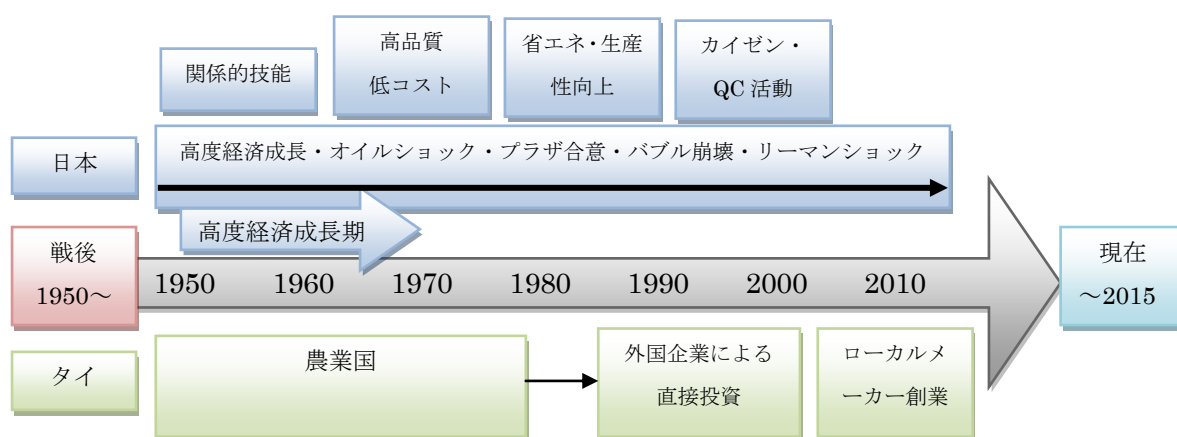 関係的技能
高品質
低コスト
省エネ・生産
性向上
カイゼン・
QC 活動
日本
高度経済成長・オイルショック・プラザ合意・バブル崩壊・リーマンショック
高度経済成長期
戦後
1950～
1950 1960 1970 1980 1990 2000 2010
現在
～2015
タイ
農業国
外国企業による
直接投資
ローカルメ
ーカー創業